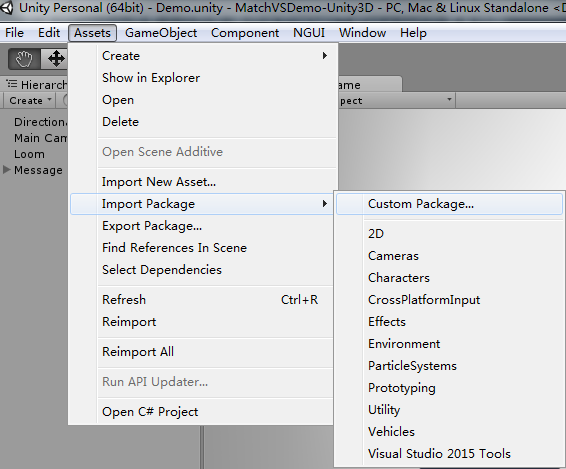 Unity Personal (64bit) - Demo.unity - MatchVSDemo-Unity3D - PC, Mac & Linux Standalone <D
File Edit Assets GameObject Component NGUI Window Help
Hierarch
ame
Create
pect
Directiona
Main Cam
Loom
Message
Create
Show in Explorer
Open
Delete
Open Scene Additive
Import New Asset...
Import Package
Export Package...
Find References In Scene
Select Dependencies
Refresh Ctrl+R
Reimport
Reimport All
Run API Updater...
Open C# Project
Custom Package...
2D
Cameras
Characters
CrossPlatformInput
Effects
Environment
ParticleSystems
Prototyping
Utility
Vehicles
Visual Studio 2015 Tools